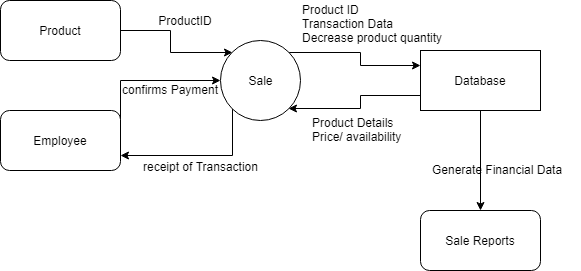 Product
ProductID
Product ID
Transaction Data
Decrease product quantity
Sale
Database
confirms Payment
Employee
Product Details
Price/ availability
receipt of Transaction
Generate Financial Data
Sale Reports